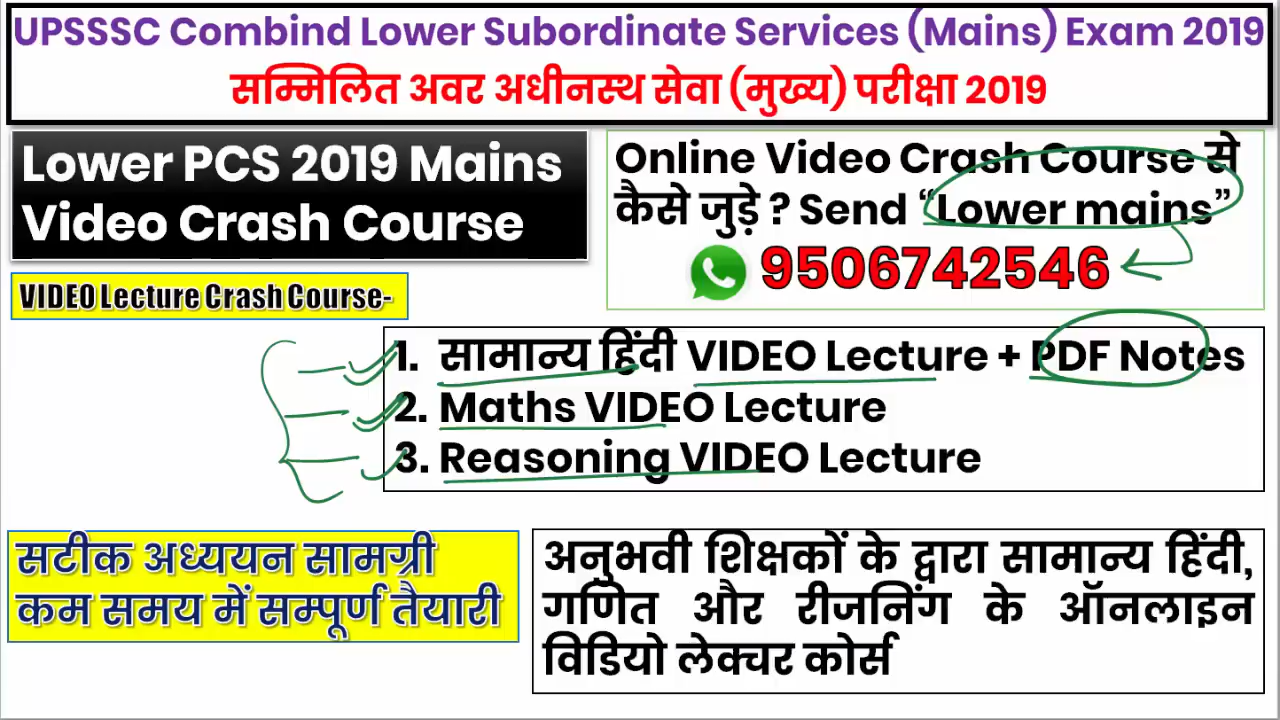 UPSSSC Combind Lower Subordinate Services (Mains) Exam 2019
सम्मिलित अवर अधीनस्थ सेवा (मुख्य) परीक्षा 2019
Lower PCS 2019 Mains
Video Crash Course
Online Video Crash Course से
कैसे जुड़े ? Send “Lower mains”
9506742546
VIDEO Lecture Crash Course-
1. सामान्य हिंदी VIDEO Lecture + PDF Notes
2. Maths VIDEO Lecture
3. Reasoning VIDEO Lecture
सटीक अध्ययन सामग्री
कम समय में सम्पूर्ण तैयारी
अनुभवी शिक्षकों के द्वारा सामान्य हिंदी,
गणित और रीजनिंग के ऑनलाइन
विडियो लेक्चर कोर्स